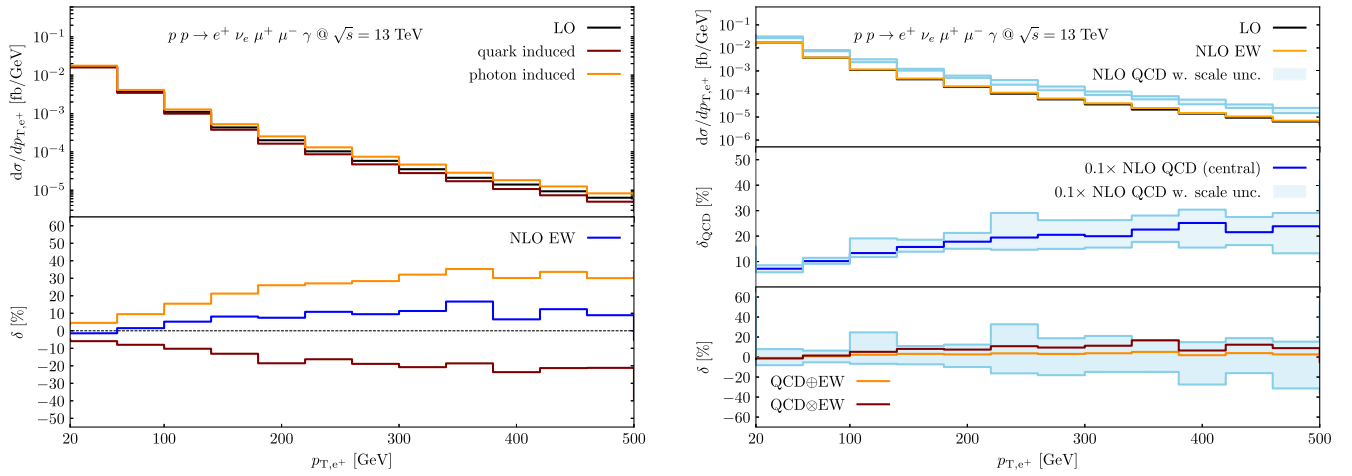 p p → e⁺ νₑ μ⁺ μ⁻ γ @ √s = 13 TeV
LO
quark induced
photon induced
dσ/dp_T,e⁺ [fb/GeV]
10⁻¹
10⁻²
10⁻³
10⁻⁴
10⁻⁵
NLO EW
δ [%]
60
50
40
30
20
10
0
−10
−20
−30
−40
−50
20 100 200 300 400 500
p_T,e⁺ [GeV]
p p → e⁺ νₑ μ⁺ μ⁻ γ @ √s = 13 TeV
LO
NLO EW
NLO QCD w. scale unc.
dσ/dp_T,e⁺ [fb/GeV]
10⁻¹
10⁻²
10⁻³
10⁻⁴
10⁻⁵
10⁻⁶
0.1× NLO QCD (central)
0.1× NLO QCD w. scale unc.
δ_QCD [%]
50
40
30
20
10
δ [%]
60
40
20
0
−20
−40
−60
QCD⊕EW
QCD⊗EW
20 100 200 300 400 500
p_T,e⁺ [GeV]